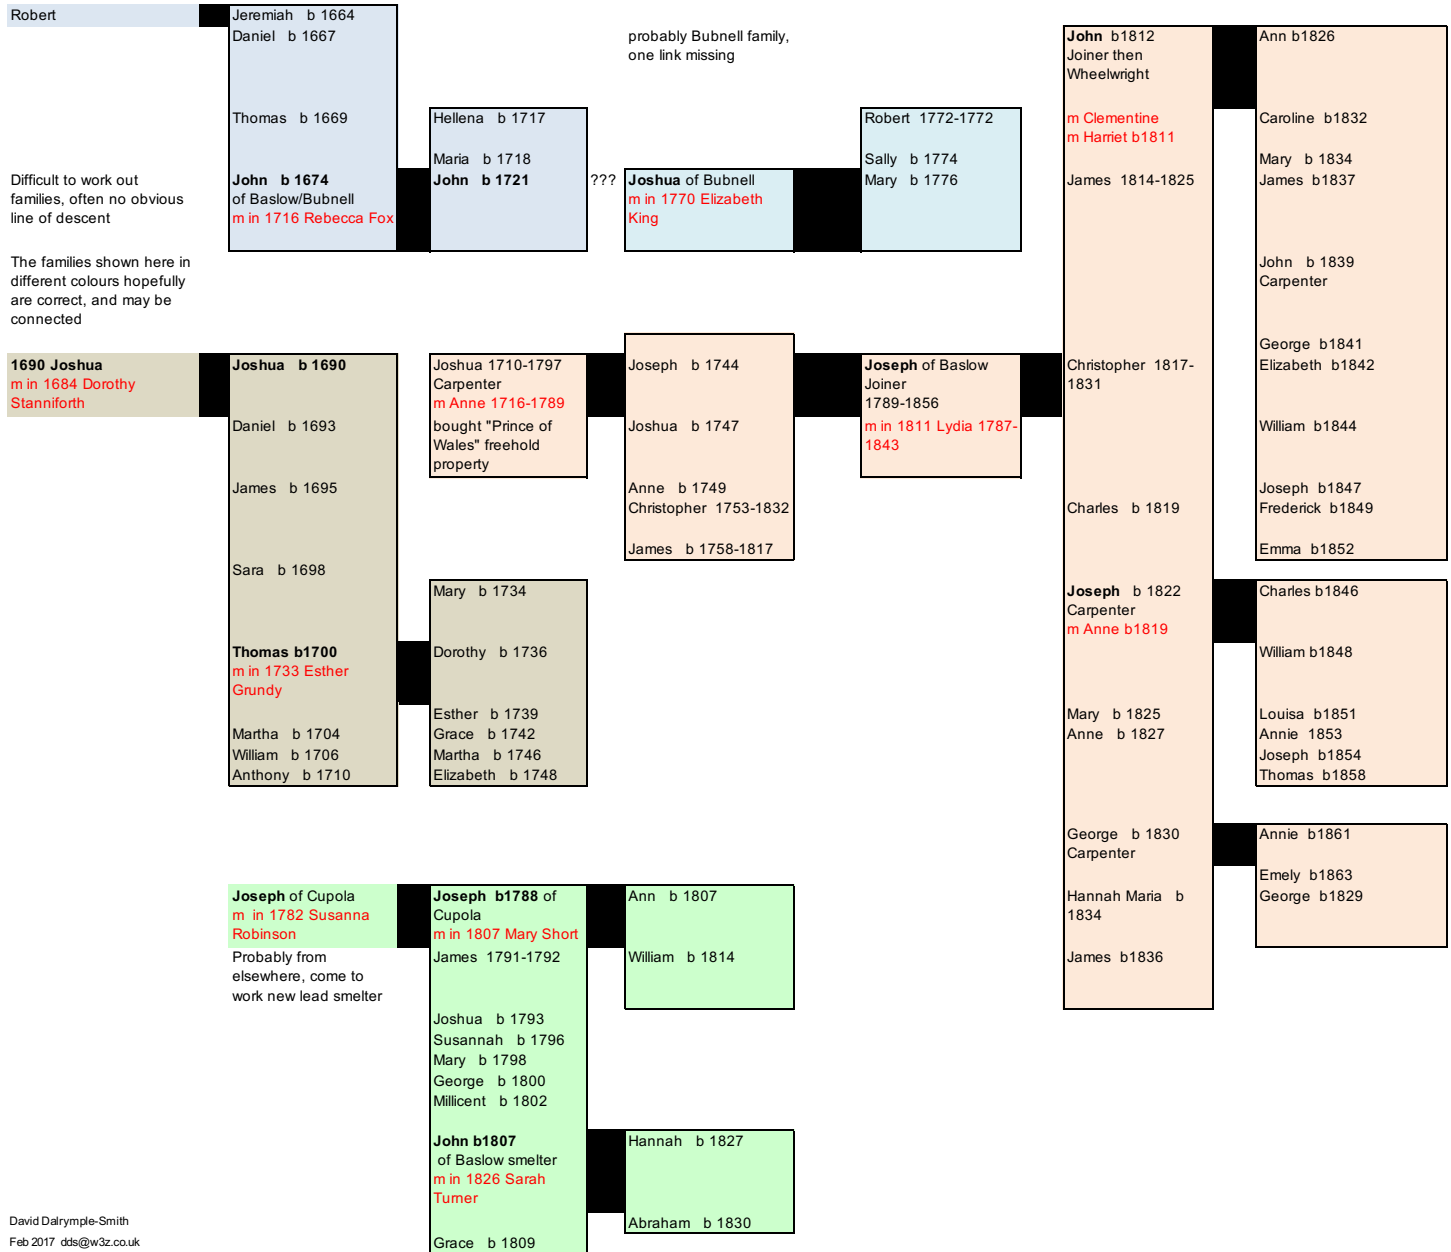 Robert
Jeremiah b 1664
Daniel b 1667
Thomas b 1669
John b 1674
of Baslow/Bubnell
m in 1716 Rebecca Fox
Hellena b 1717
Maria b 1718
John b 1721
???
probably Bubnell family,
one link missing
Joshua of Bubnell
m in 1770 Elizabeth
King
Robert 1772-1772
Sally b 1774
Mary b 1776
Difficult to work out
families, often no obvious
line of descent
The families shown here in
different colours hopefully
are correct, and may be
connected
1690 Joshua
m in 1684 Dorothy
Stanniforth
Joshua b 1690
Daniel b 1693
James b 1695
Sara b 1698
Thomas b1700
m in 1733 Esther
Grundy
Martha b 1704
William b 1706
Anthony b 1710
Mary b 1734
Dorothy b 1736
Esther b 1739
Grace b 1742
Martha b 1746
Elizabeth b 1748
Joshua 1710-1797
Carpenter
m Anne 1716-1789
bought "Prince of
Wales" freehold
property
Joseph b 1744
Joshua b 1747
Anne b 1749
Christopher 1753-1832
James b 1758-1817
Joseph of Baslow
Joiner
1789-1856
m in 1811 Lydia 1787-
1843
John b1812
Joiner then
Wheelwright
m Clementine
m Harriet b1811
James 1814-1825
Christopher 1817-
1831
Charles b 1819
Joseph b 1822
Carpenter
m Anne b1819
Mary b 1825
Anne b 1827
George b 1830
Carpenter
Hannah Maria b
1834
James b1836
Ann b1826
Caroline b1832
Mary b 1834
James b1837
John b 1839
Carpenter
George b1841
Elizabeth b1842
William b1844
Joseph b1847
Frederick b1849
Emma b1852
Charles b1846
William b1848
Louisa b1851
Annie 1853
Joseph b1854
Thomas b1858
Annie b1861
Emely b1863
George b1829
Joseph of Cupola
m in 1782 Susanna
Robinson
Probably from
elsewhere, come to
work new lead smelter
Joseph b1788 of
Cupola
m in 1807 Mary Short
James 1791-1792
Joshua b 1793
Susannah b 1796
Mary b 1798
George b 1800
Millicent b 1802
John b1807
of Baslow smelter
m in 1826 Sarah
Turner
Grace b 1809
Ann b 1807
William b 1814
Hannah b 1827
Abraham b 1830
David Dalrymple-Smith
Feb 2017 dds@w3z.co.uk